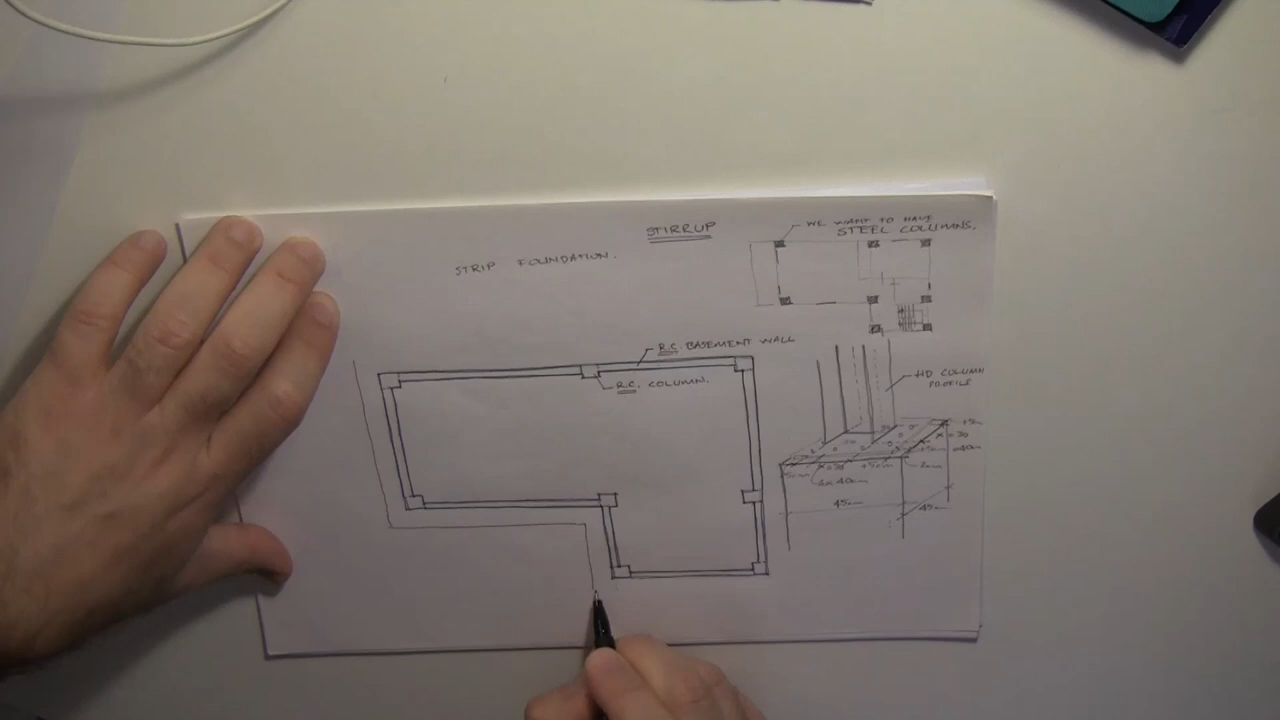 STIRRUP
STRIP FOUNDATION.
WE WANT TO HAVE
STEEL COLUMNS.
R.C. BASEMENT WALL
R.C. COLUMN.
HD COLUMN
PROFILE
45cm